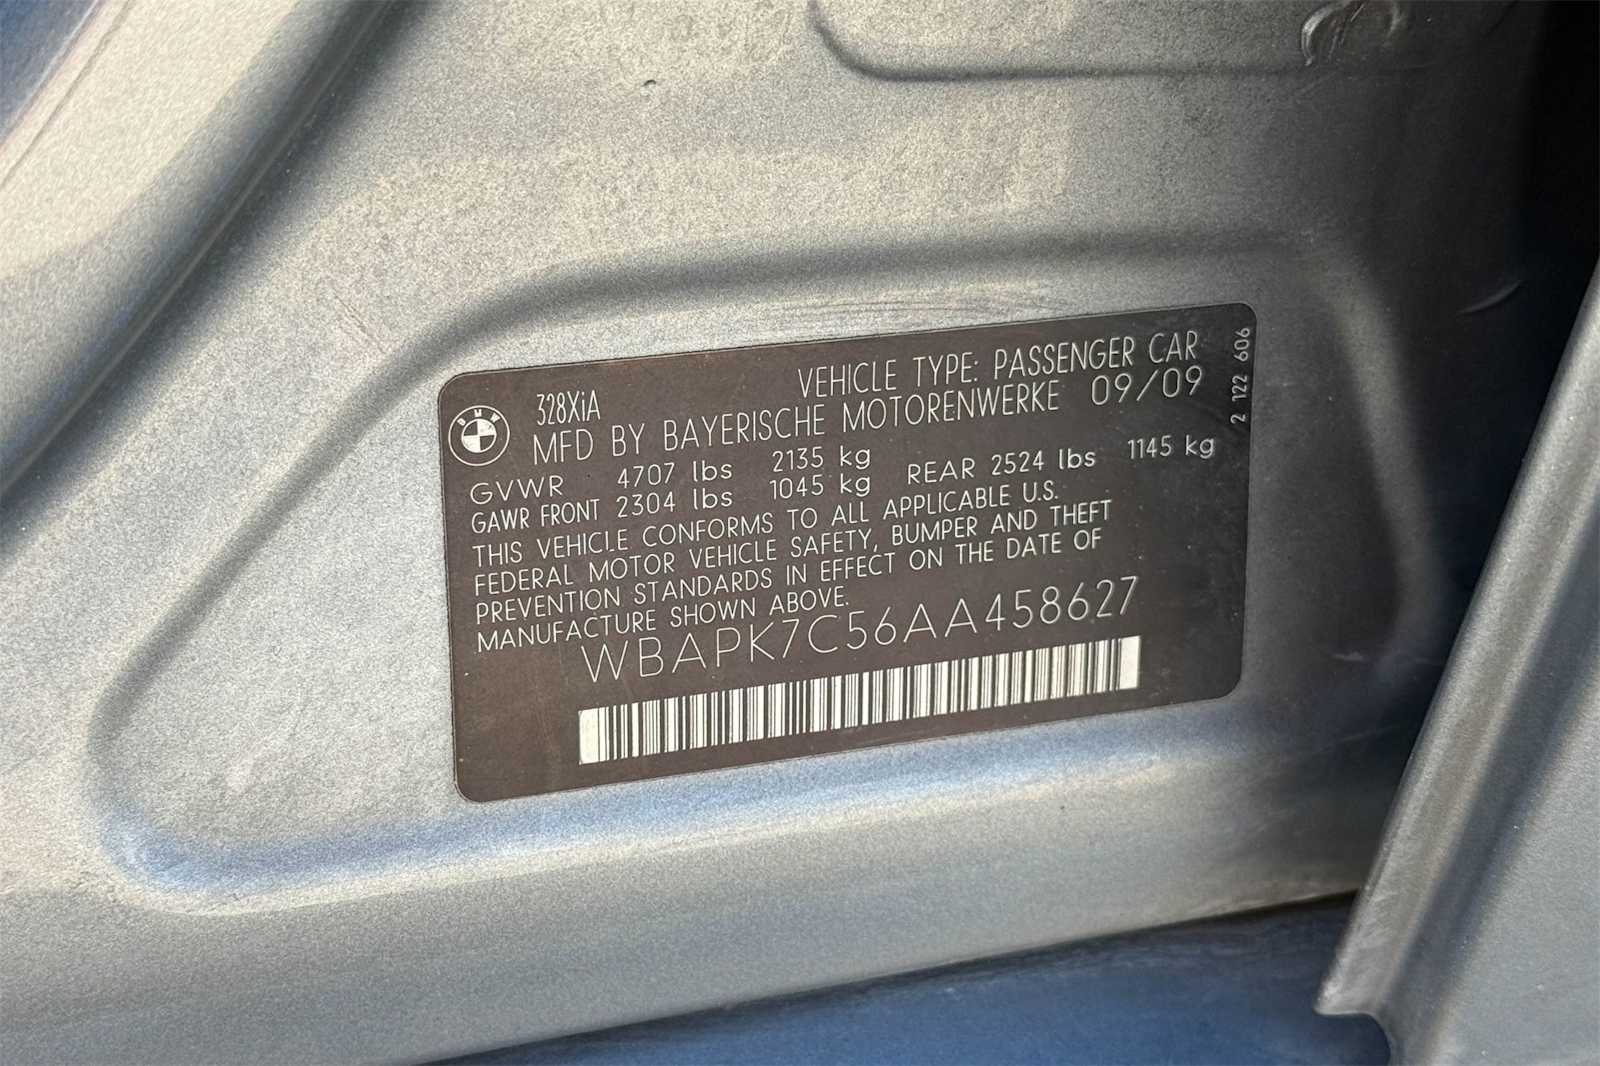 BMW
328XiA
VEHICLE TYPE: PASSENGER CAR
MFD BY BAYERISCHE MOTORENWERKE 09/09
GVWR 4707 lbs 2135 kg
GAWR FRONT 2304 lbs 1045 kg REAR 2524 lbs 1145 kg
THIS VEHICLE CONFORMS TO ALL APPLICABLE U.S.
FEDERAL MOTOR VEHICLE SAFETY, BUMPER AND THEFT
PREVENTION STANDARDS IN EFFECT ON THE DATE OF
MANUFACTURE SHOWN ABOVE.
WBAPK7C56AA458627
2 122 606